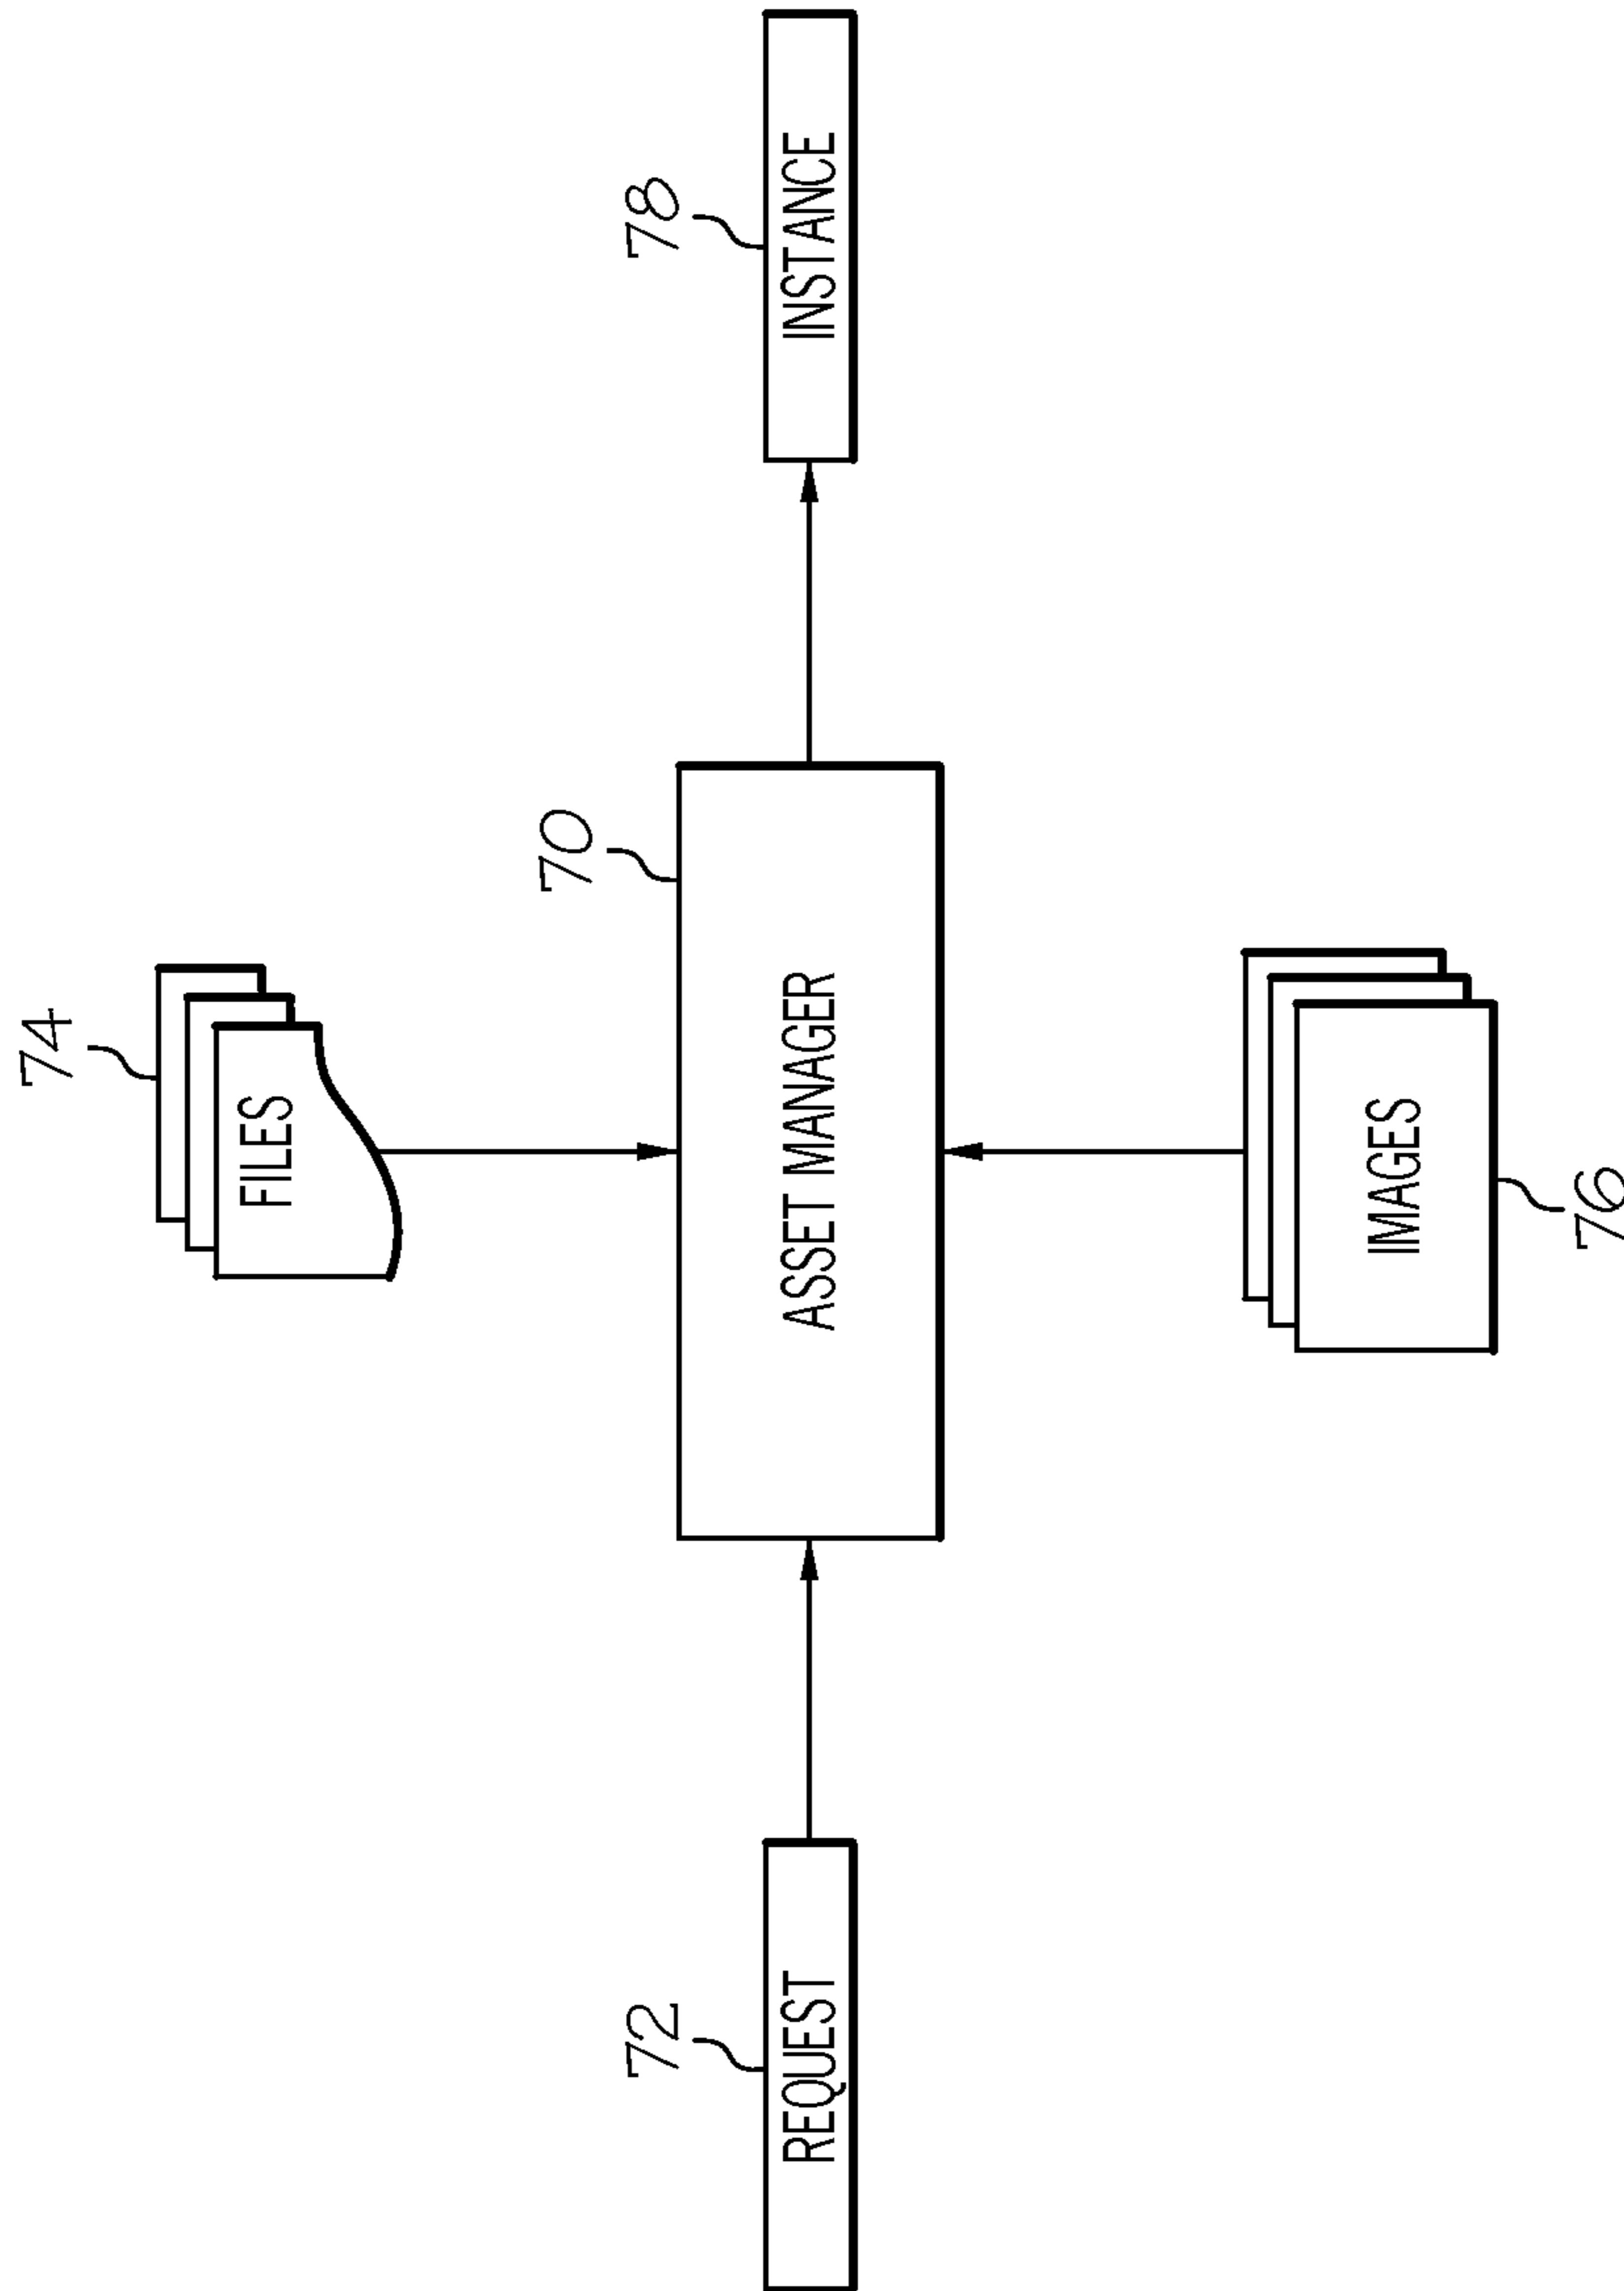 74
FILES
70
72
78
REQUEST
ASSET MANAGER
INSTANCE
IMAGES
76